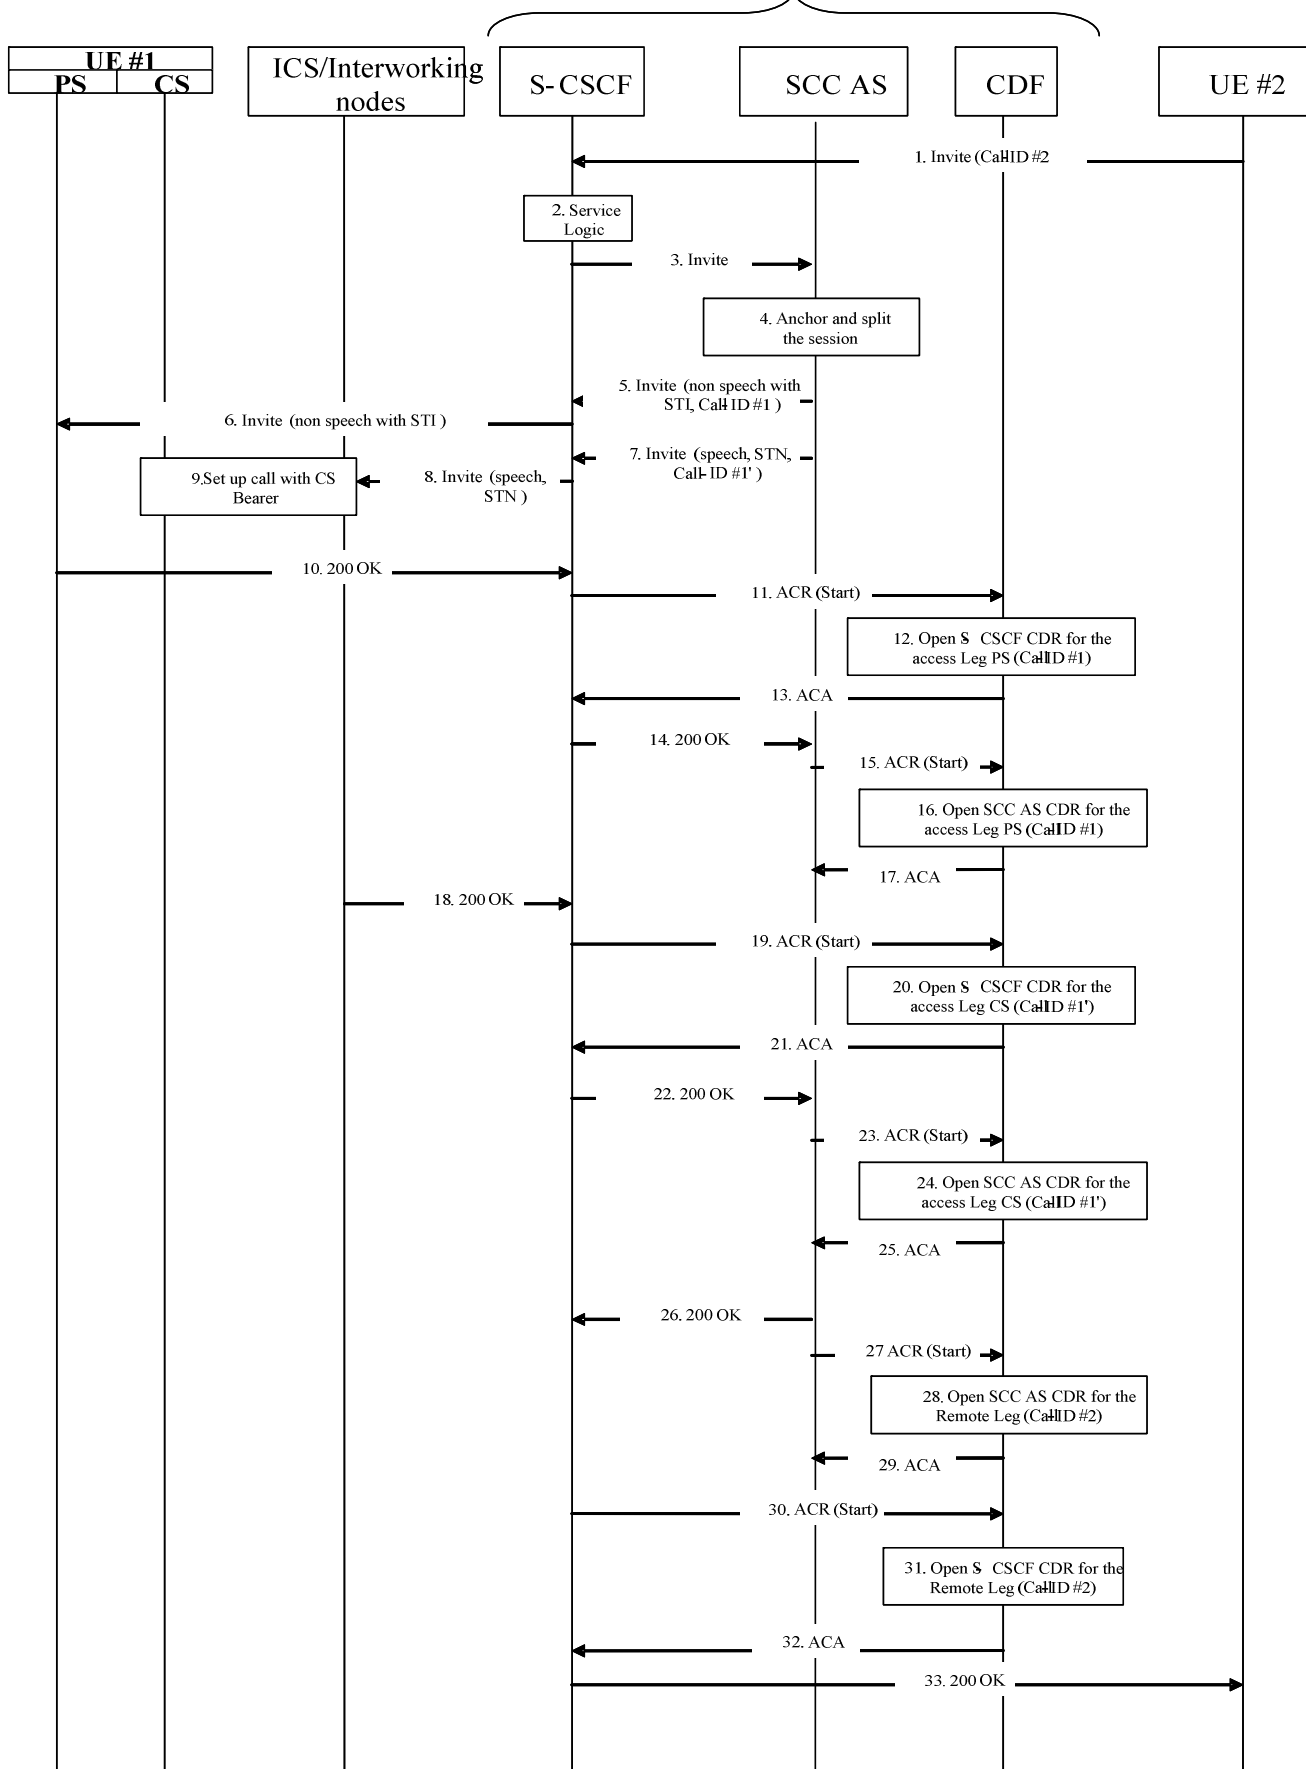 UE #1
PS
CS
ICS/Interworking
nodes
S-CSCF
SCC AS
CDF
UE #2
1. Invite (Call-ID #2
2. Service
Logic
3. Invite
4. Anchor and split
the session
5. Invite (non speech with
STI, Call-ID #1 )
6. Invite (non speech with STI )
7. Invite (speech, STN,
Call-ID #1' )
8. Invite (speech,
STN )
9.Set up call with CS
Bearer
10. 200 OK
11. ACR (Start)
12. Open S-CSCF CDR for the
access Leg PS (Call-ID #1)
13. ACA
14. 200 OK
15. ACR (Start)
16. Open SCC AS CDR for the
access Leg PS (Call-ID #1)
17. ACA
18. 200 OK
19. ACR (Start)
20. Open S-CSCF CDR for the
access Leg CS (Call-ID #1')
21. ACA
22. 200 OK
23. ACR (Start)
24. Open SCC AS CDR for the
access Leg CS (Call-ID #1')
25. ACA
26. 200 OK
27 ACR (Start)
28. Open SCC AS CDR for the
Remote Leg (Call-ID #2)
29. ACA
30. ACR (Start)
31. Open S-CSCF CDR for the
Remote Leg (Call-ID #2)
32. ACA
33. 200 OK